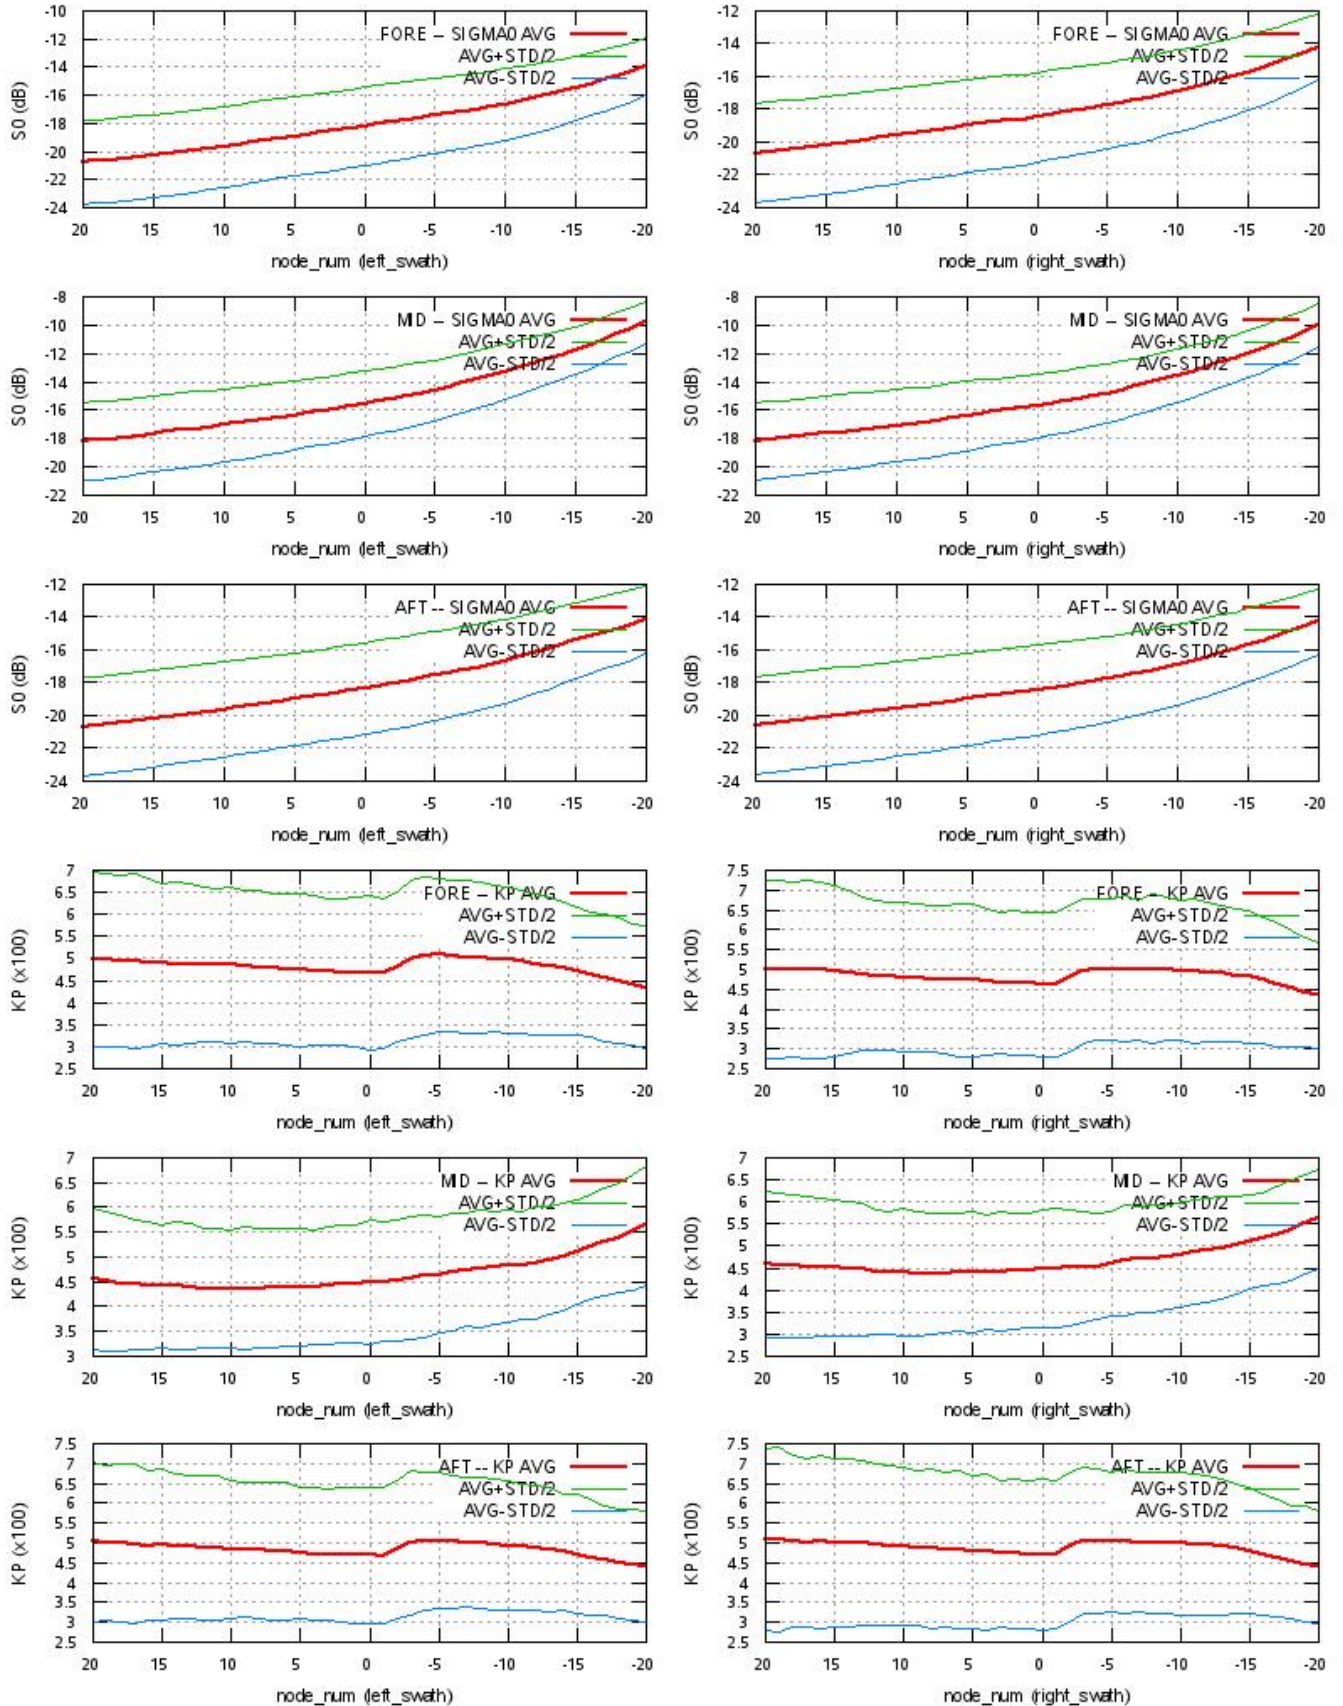 -10
-12
-14
-16
-18
-20
-22
-24
S0 (dB)
FORE -- SIGMA0 AVG
AVG+STD/2
AVG-STD/2
20 15 10 5 0 -5 -10 -15 -20
node_num (left_swath)
-12
-14
-16
-18
-20
-22
-24
S0 (dB)
FORE -- SIGMA0 AVG
AVG+STD/2
AVG-STD/2
20 15 10 5 0 -5 -10 -15 -20
node_num (right_swath)
-8
-10
-12
-14
-16
-18
-20
-22
S0 (dB)
MID -- SIGMA0 AVG
AVG+STD/2
AVG-STD/2
20 15 10 5 0 -5 -10 -15 -20
node_num (left_swath)
-8
-10
-12
-14
-16
-18
-20
-22
S0 (dB)
MID -- SIGMA0 AVG
AVG+STD/2
AVG-STD/2
20 15 10 5 0 -5 -10 -15 -20
node_num (right_swath)
-12
-14
-16
-18
-20
-22
-24
S0 (dB)
AFT -- SIGMA0 AVG
AVG+STD/2
AVG-STD/2
20 15 10 5 0 -5 -10 -15 -20
node_num (left_swath)
-12
-14
-16
-18
-20
-22
-24
S0 (dB)
AFT -- SIGMA0 AVG
AVG+STD/2
AVG-STD/2
20 15 10 5 0 -5 -10 -15 -20
node_num (right_swath)
7
6.5
6
5.5
5
4.5
4
3.5
3
2.5
KP (x100)
FORE -- KP AVG
AVG+STD/2
AVG-STD/2
20 15 10 5 0 -5 -10 -15 -20
node_num (left_swath)
7.5
7
6.5
6
5.5
5
4.5
4
3.5
3
2.5
KP (x100)
FORE -- KP AVG
AVG+STD/2
AVG-STD/2
20 15 10 5 0 -5 -10 -15 -20
node_num (right_swath)
7
6.5
6
5.5
5
4.5
4
3.5
3
KP (x100)
MID -- KP AVG
AVG+STD/2
AVG-STD/2
20 15 10 5 0 -5 -10 -15 -20
node_num (left_swath)
7
6.5
6
5.5
5
4.5
4
3.5
3
2.5
KP (x100)
MID -- KP AVG
AVG+STD/2
AVG-STD/2
20 15 10 5 0 -5 -10 -15 -20
node_num (right_swath)
7.5
7
6.5
6
5.5
5
4.5
4
3.5
3
2.5
KP (x100)
AFT -- KP AVG
AVG+STD/2
AVG-STD/2
20 15 10 5 0 -5 -10 -15 -20
node_num (left_swath)
7.5
7
6.5
6
5.5
5
4.5
4
3.5
3
2.5
KP (x100)
AFT -- KP AVG
AVG+STD/2
AVG-STD/2
20 15 10 5 0 -5 -10 -15 -20
node_num (right_swath)